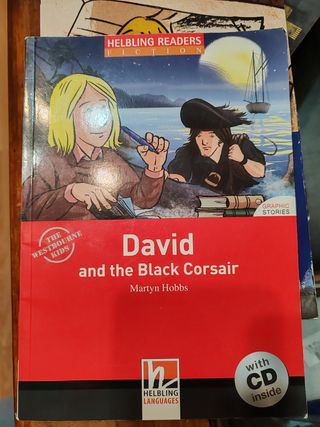 HELBLING READERS
FICTION
GRAPHIC
STORIES
THE
WESTBOURNE
KIDS
David
and the Black Corsair
Martyn Hobbs
with
CD
inside
h
HELBLING
LANGUAGES